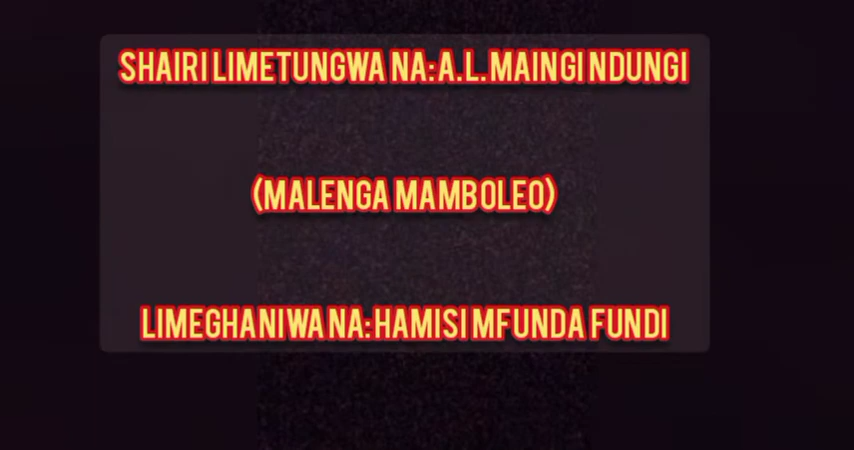 SHAIRI LIMETUNGWA NA: A.L. MAINGI NDUNGI
(MALENGA MAMBOLEO)
LIMEGHANIWA NA: HAMISI MFUNDA FUNDI